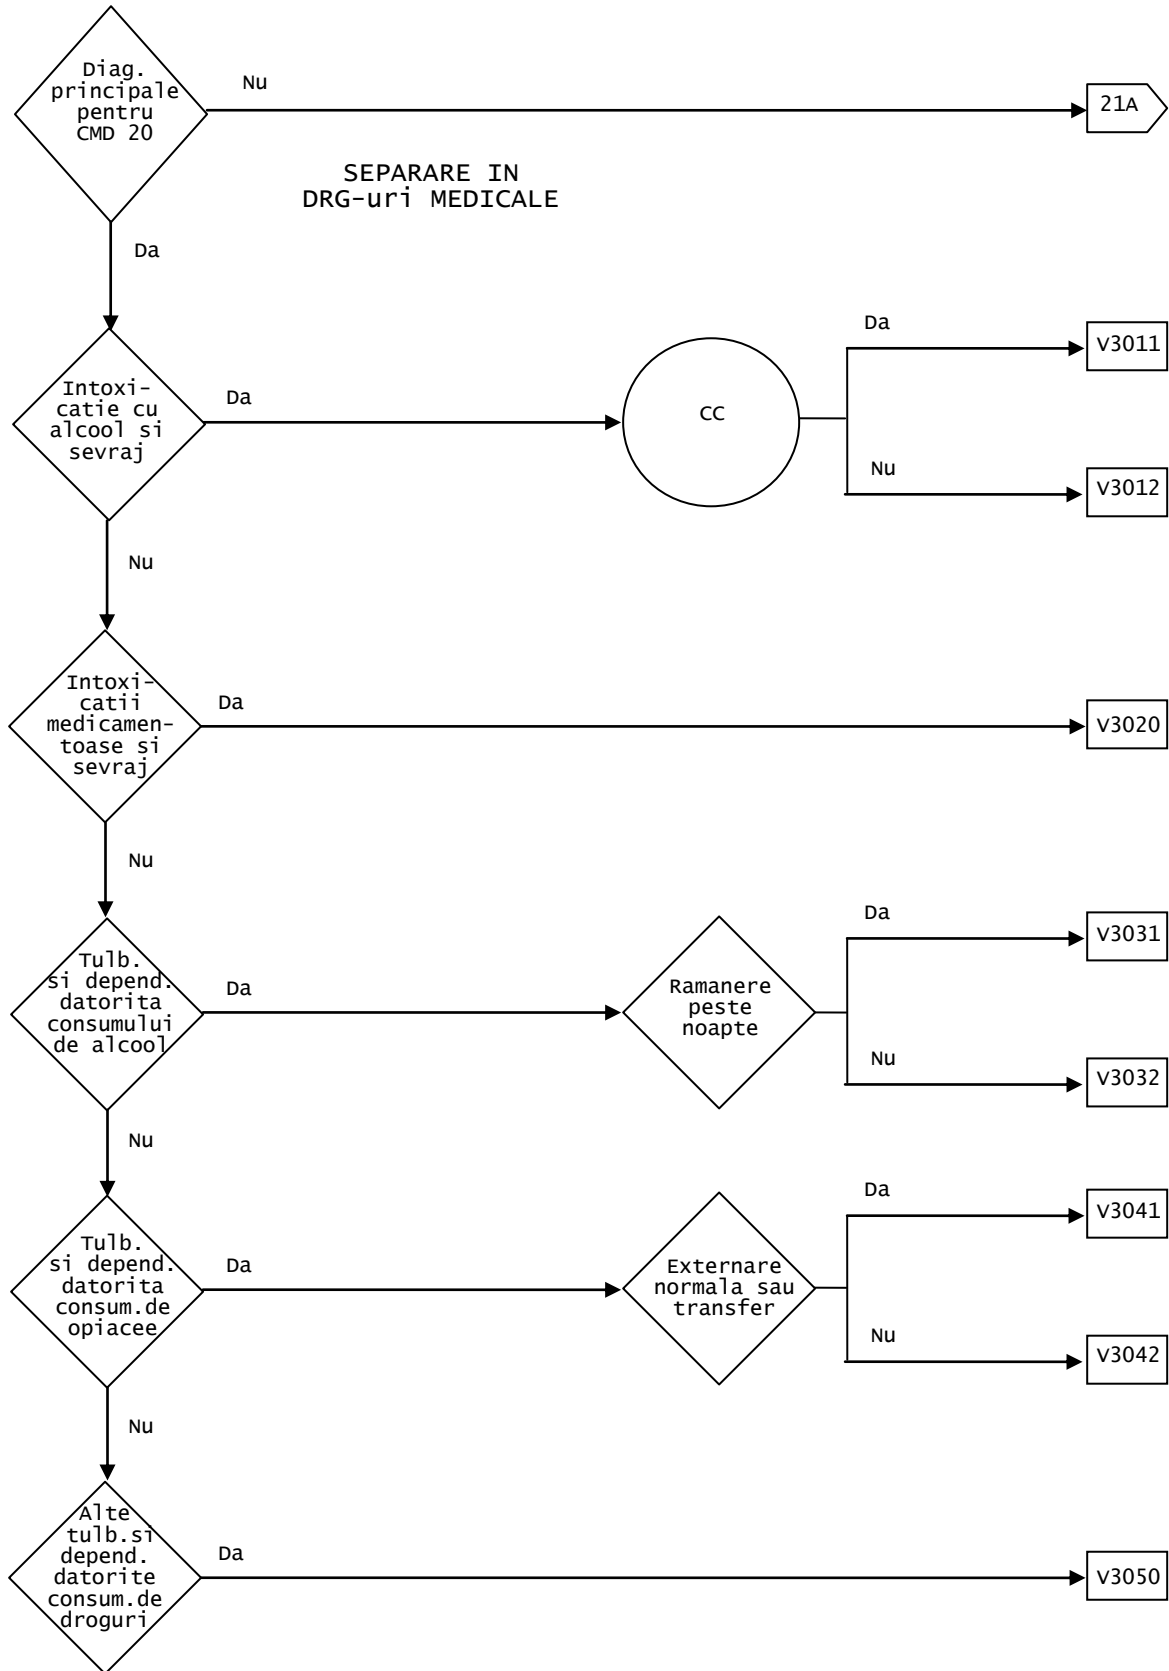 Diag.
principale
pentru
CMD 20
Nu
21A
SEPARARE IN
DRG-uri MEDICALE
Da
Intoxi-
catie cu
alcool si
sevraj
Da
CC
Da
V3011
Nu
V3012
Nu
Intoxi-
catii
medicamen-
toase si
sevraj
Da
V3020
Nu
Tulb.
si depend.
datorita
consumului
de alcool
Da
Ramanere
peste
noapte
Da
V3031
Nu
V3032
Nu
Tulb.
si depend.
datorita
consum.de
opiacee
Da
Externare
normala sau
transfer
Da
V3041
Nu
V3042
Nu
Alte
tulb.si
depend.
datorite
consum.de
droguri
Da
V3050